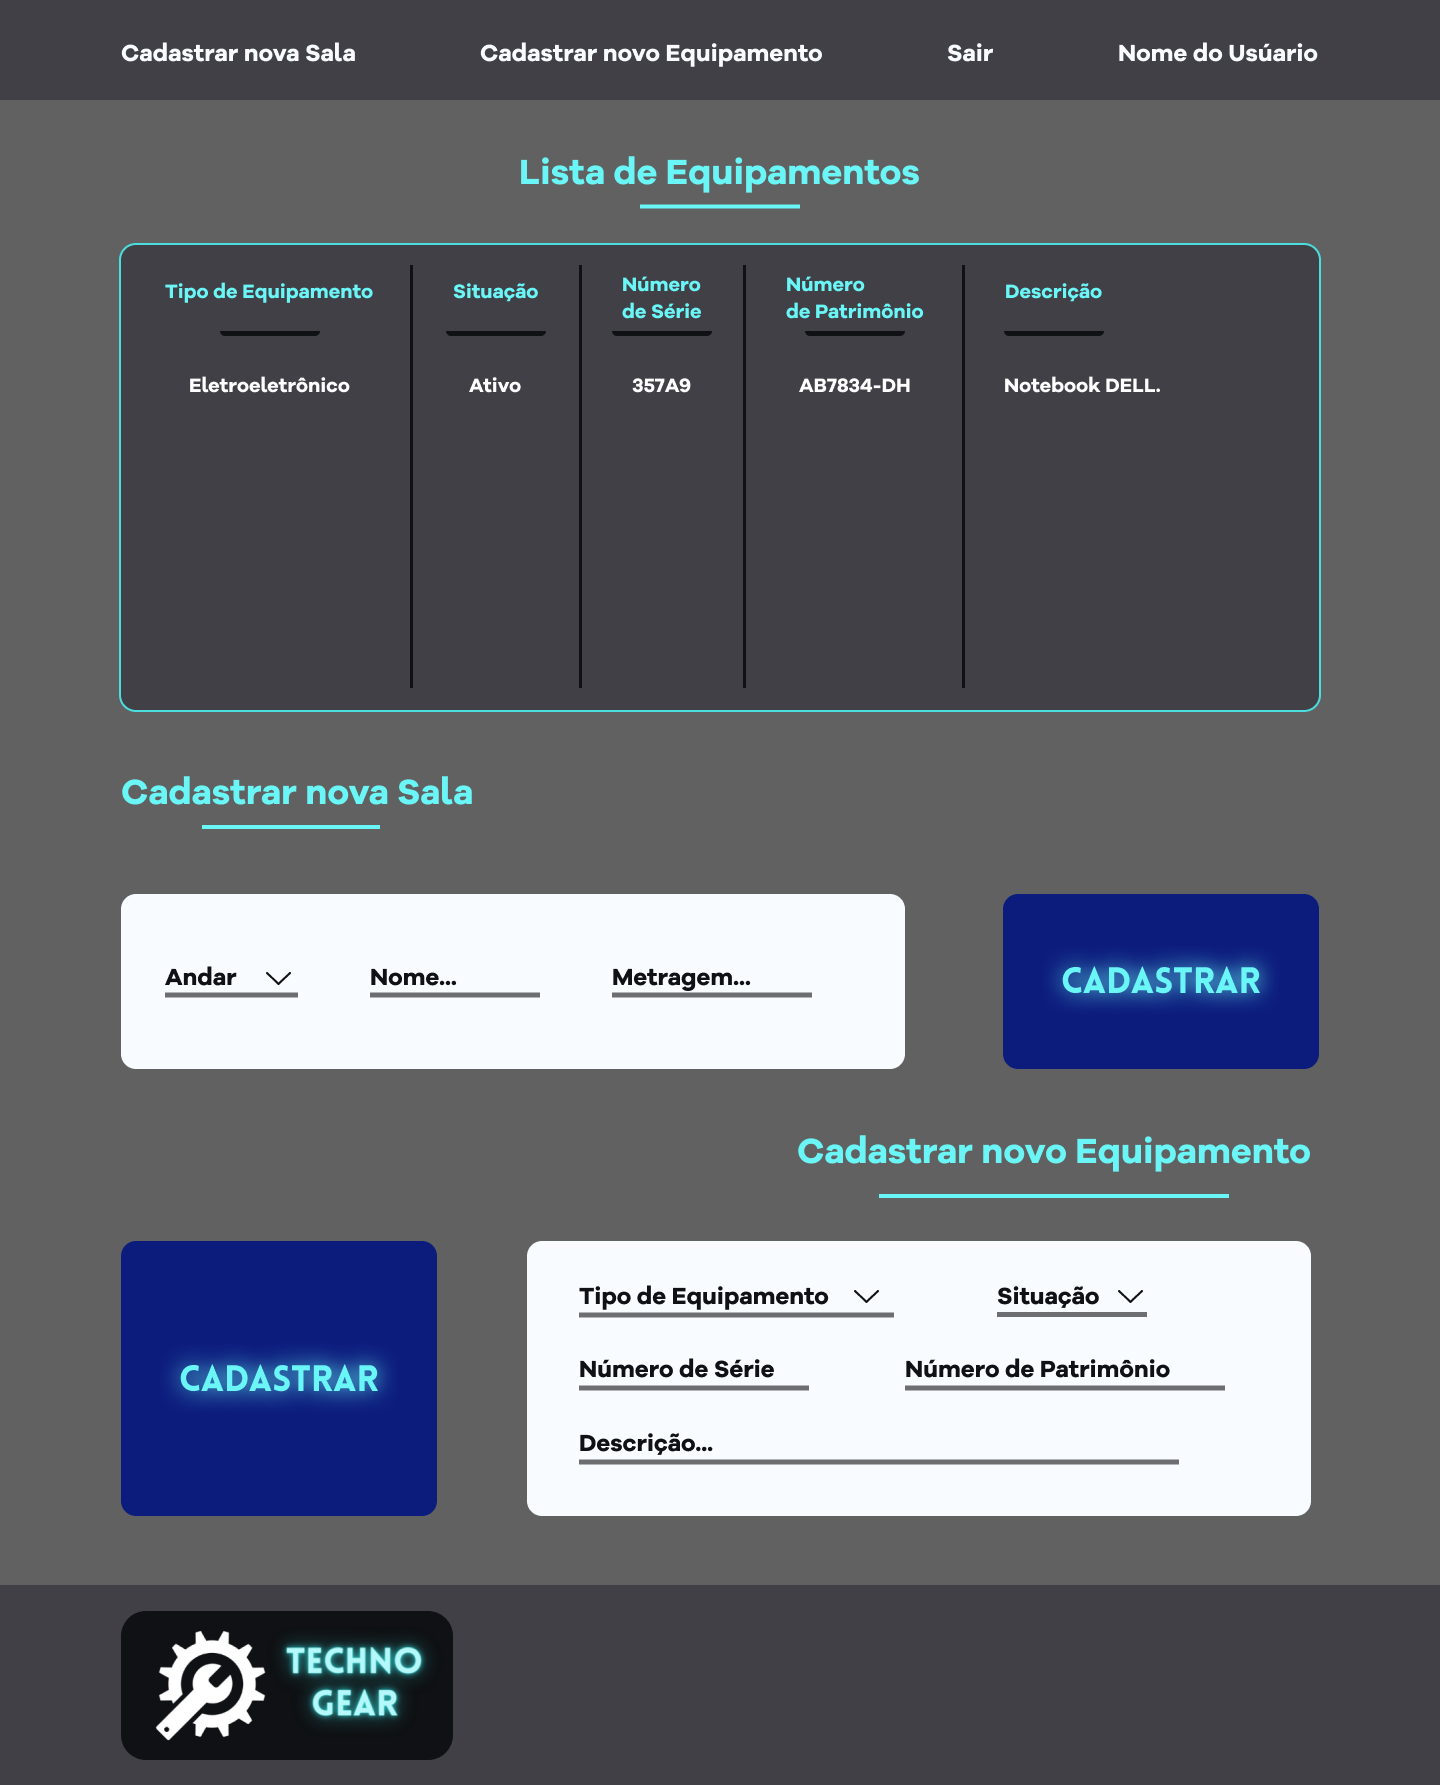 Cadastrar nova Sala
Cadastrar novo Equipamento
Sair
Nome do Usúario
Lista de Equipamentos
Tipo de Equipamento
Situação
Número
de Série
Número
de Patrimônio
Descrição
Eletroeletrônico
Ativo
357A9
AB7834-DH
Notebook DELL.
Cadastrar nova Sala
Andar
Nome...
Metragem...
CADASTRAR
Cadastrar novo Equipamento
CADASTRAR
Tipo de Equipamento
Situação
Número de Série
Número de Patrimônio
Descrição...
TECHNO
GEAR